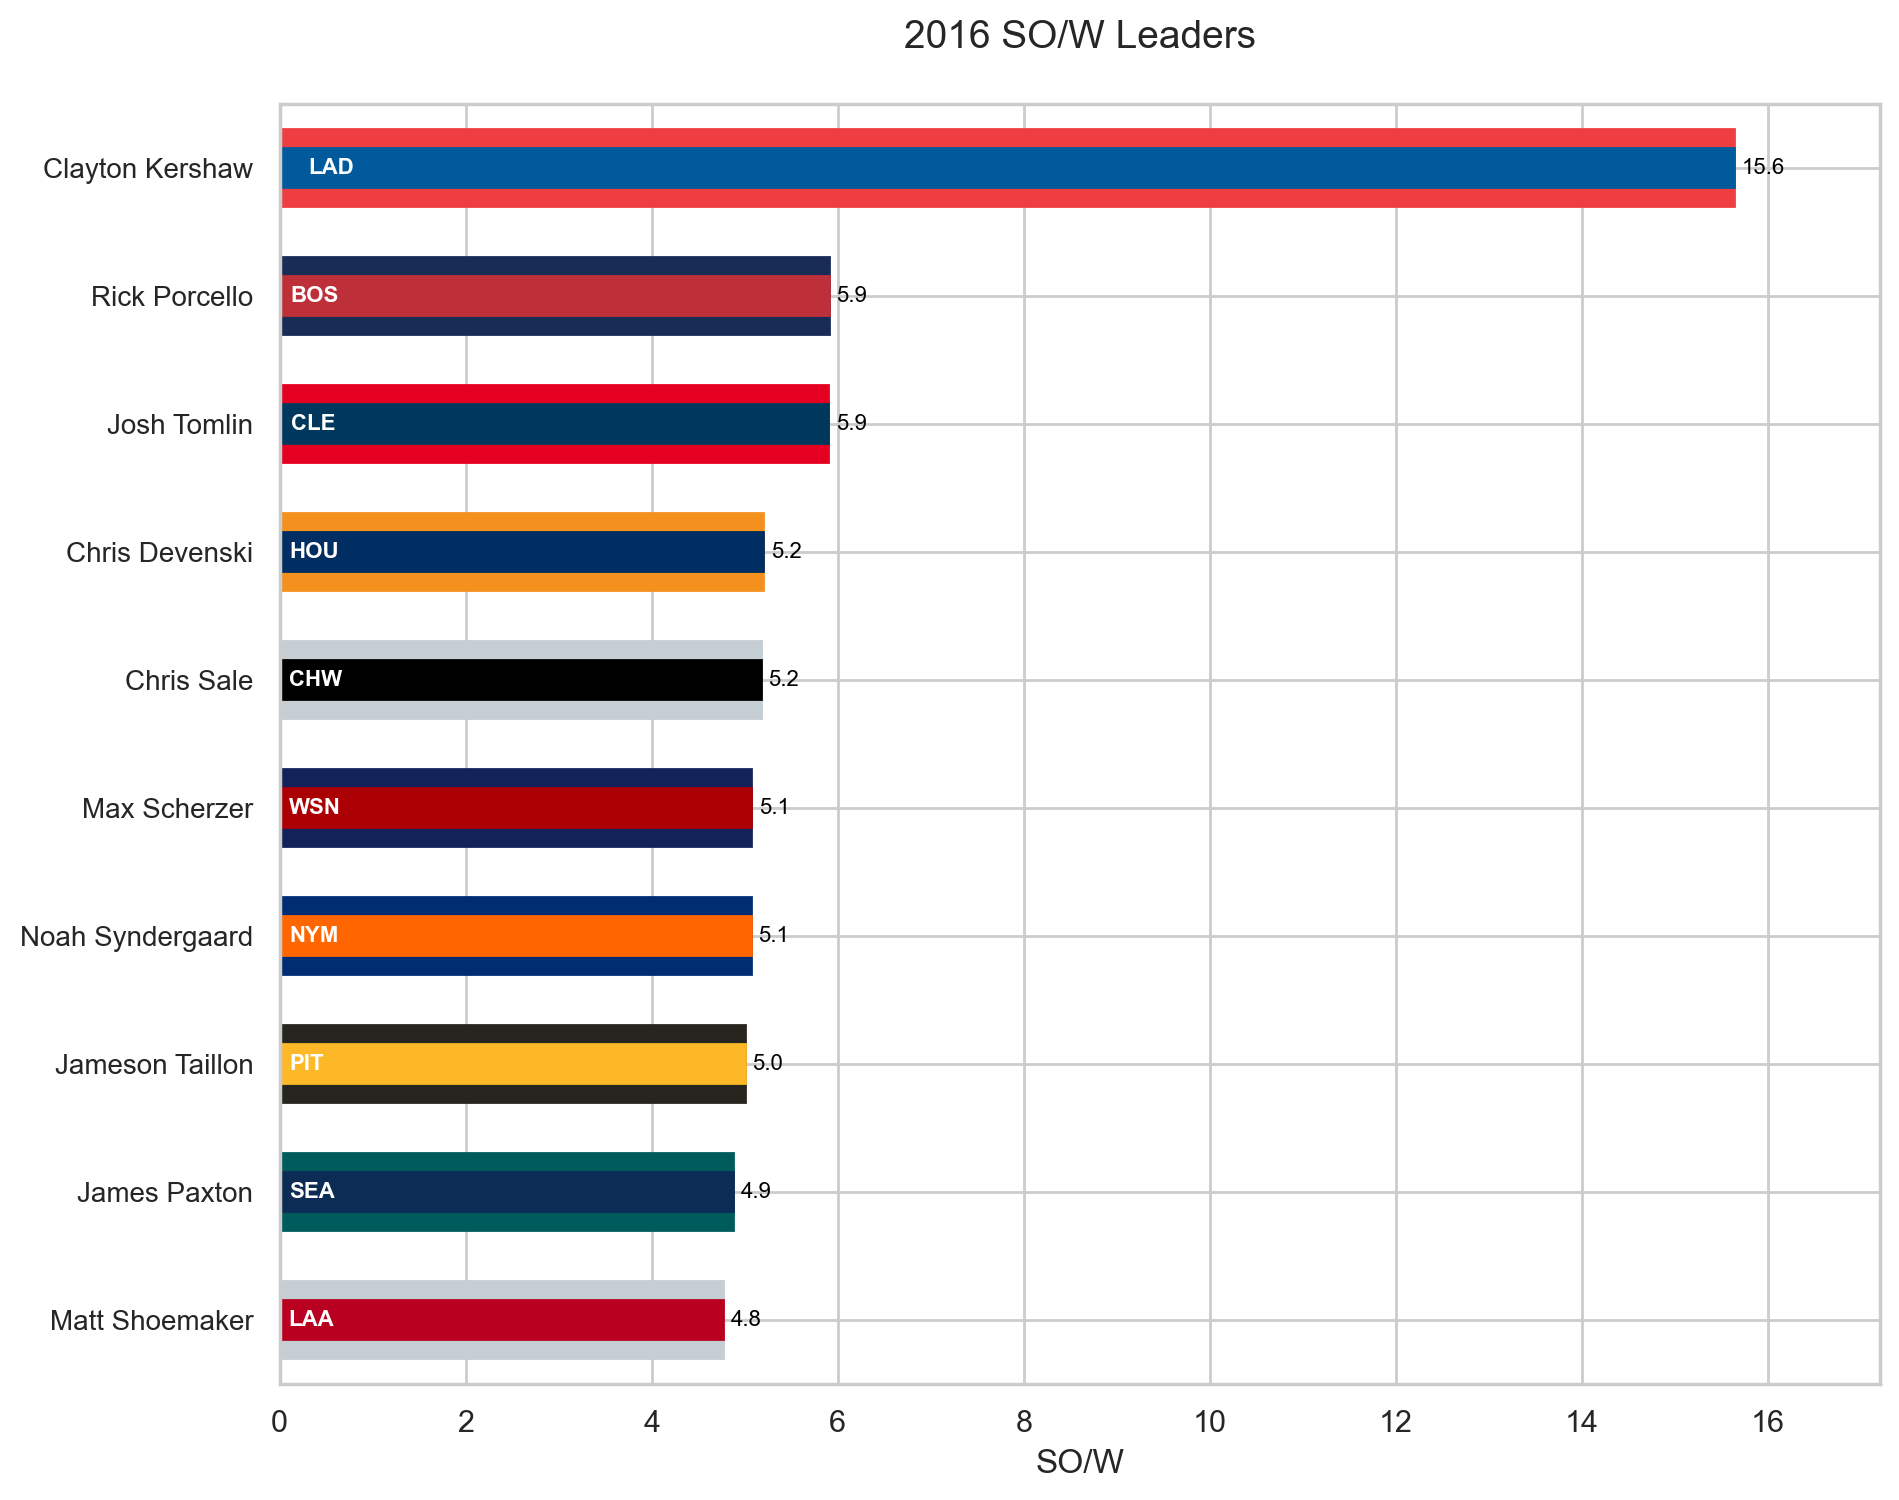 2016 SO/W Leaders
Clayton Kershaw LAD 15.6
Rick Porcello BOS 5.9
Josh Tomlin CLE 5.9
Chris Devenski HOU 5.2
Chris Sale CHW 5.2
Max Scherzer WSN 5.1
Noah Syndergaard NYM 5.1
Jameson Taillon PIT 5.0
James Paxton SEA 4.9
Matt Shoemaker LAA 4.8
0 2 4 6 8 10 12 14 16
SO/W